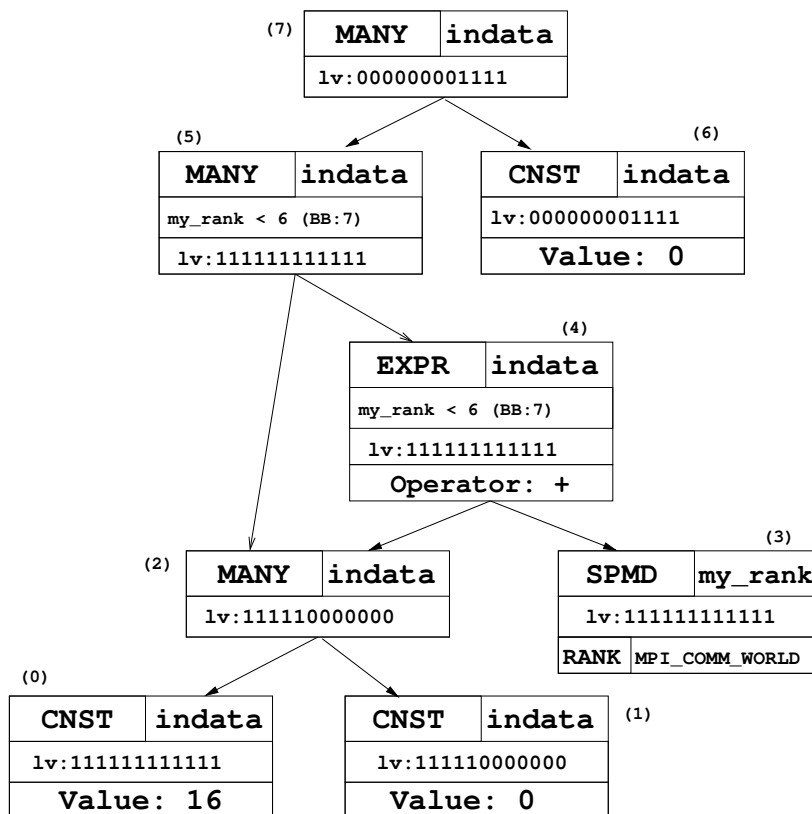 (7) MANY indata
lv:000000001111
(5) (6)
MANY indata CNST indata
my_rank < 6 (BB:7) lv:000000001111
lv:111111111111 Value: 0
(4)
EXPR indata
my_rank < 6 (BB:7)
lv:111111111111
Operator: +
(3)
(2) MANY indata SPMD my_rank
lv:111110000000 lv:111111111111
RANK MPI_COMM_WORLD
(0)
CNST indata CNST indata (1)
lv:111111111111 lv:111110000000
Value: 16 Value: 0